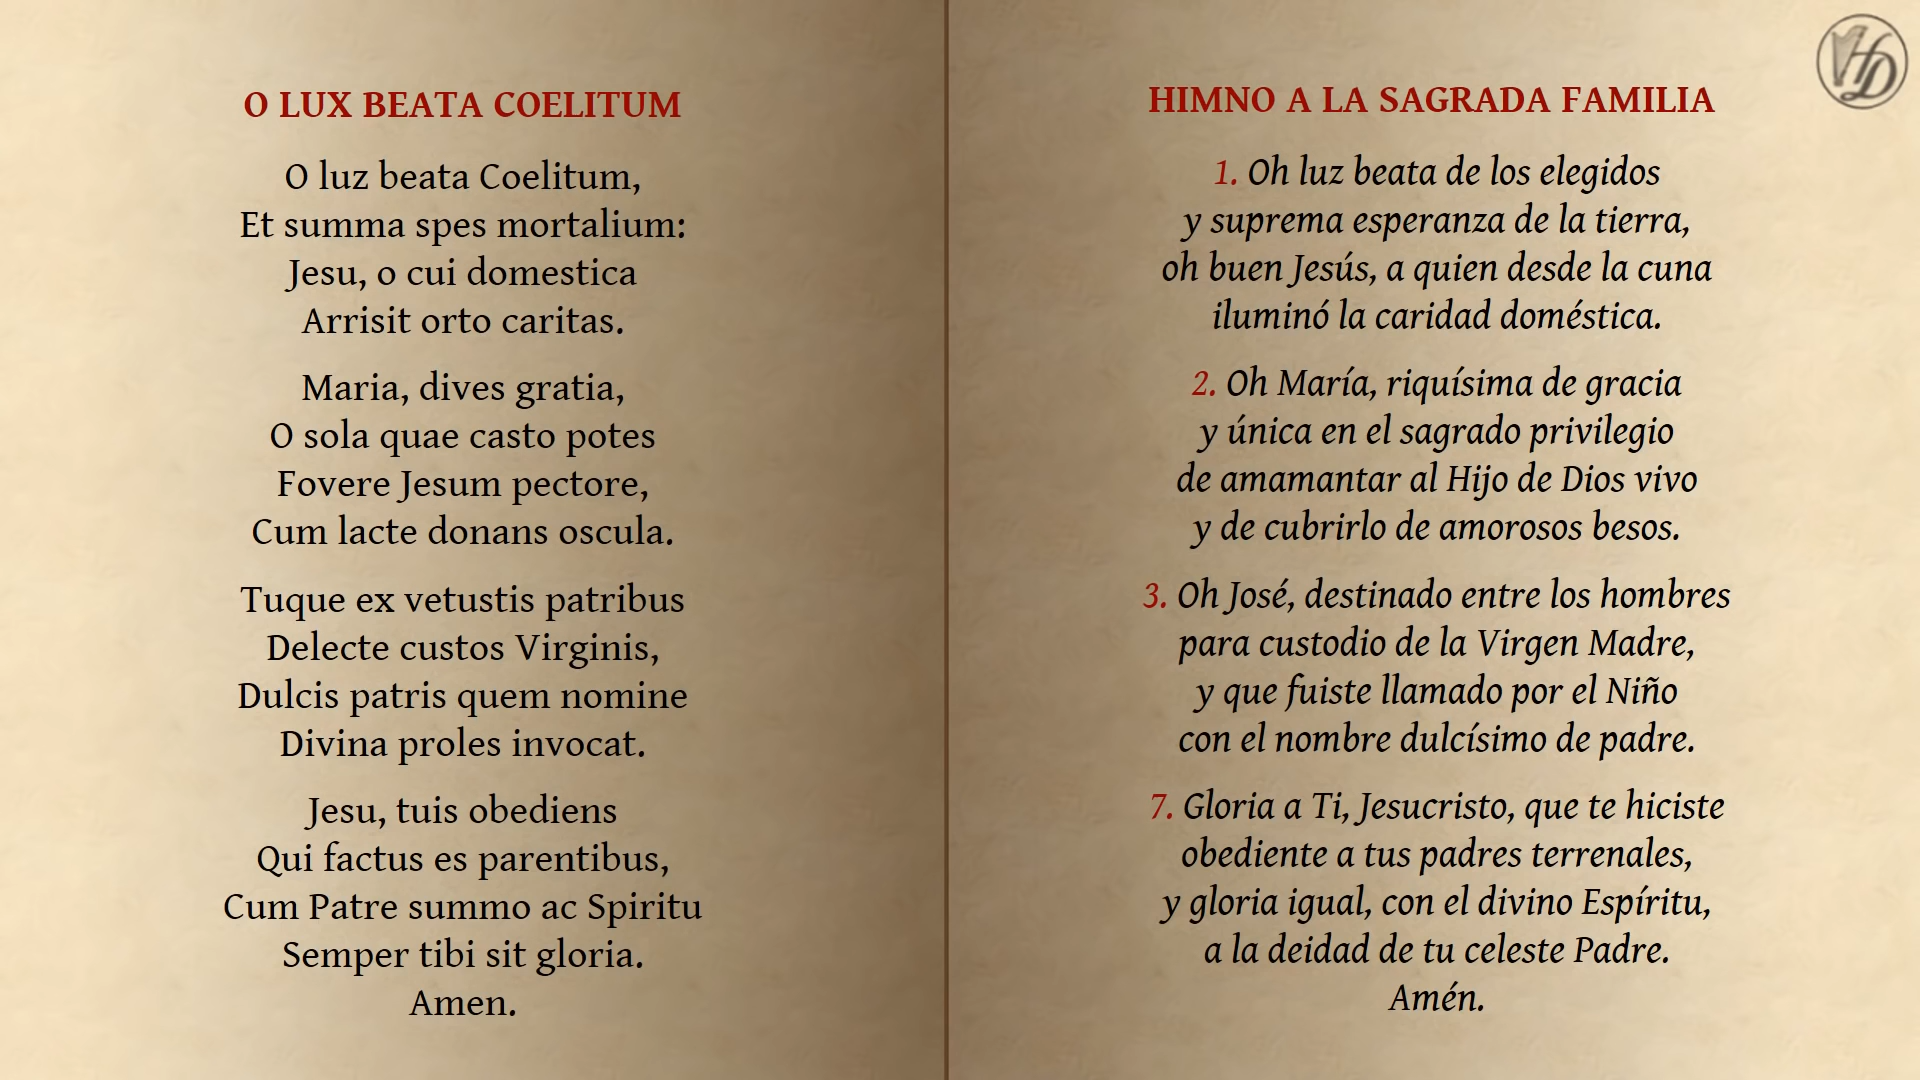 O LUX BEATA COELITUM
O luz beata Coelitum,
Et summa spes mortalium:
Jesu, o cui domestica
Arrisit orto caritas.
Maria, dives gratia,
O sola quae casto potes
Fovere Jesum pectore,
Cum lacte donans oscula.
Tuque ex vetustis patribus
Delecte custos Virginis,
Dulcis patris quem nomine
Divina proles invocat.
Jesu, tuis obediens
Qui factus es parentibus,
Cum Patre summo ac Spiritu
Semper tibi sit gloria.
Amen.
HIMNO A LA SAGRADA FAMILIA
1. Oh luz beata de los elegidos
y suprema esperanza de la tierra,
oh buen Jesús, a quien desde la cuna
iluminó la caridad doméstica.
2. Oh María, riquísima de gracia
y única en el sagrado privilegio
de amamantar al Hijo de Dios vivo
y de cubrirlo de amorosos besos.
3. Oh José, destinado entre los hombres
para custodio de la Virgen Madre,
y que fuiste llamado por el Niño
con el nombre dulcísimo de padre.
7. Gloria a Ti, Jesucristo, que te hiciste
obediente a tus padres terrenales,
y gloria igual, con el divino Espíritu,
a la deidad de tu celeste Padre.
Amén.
HD